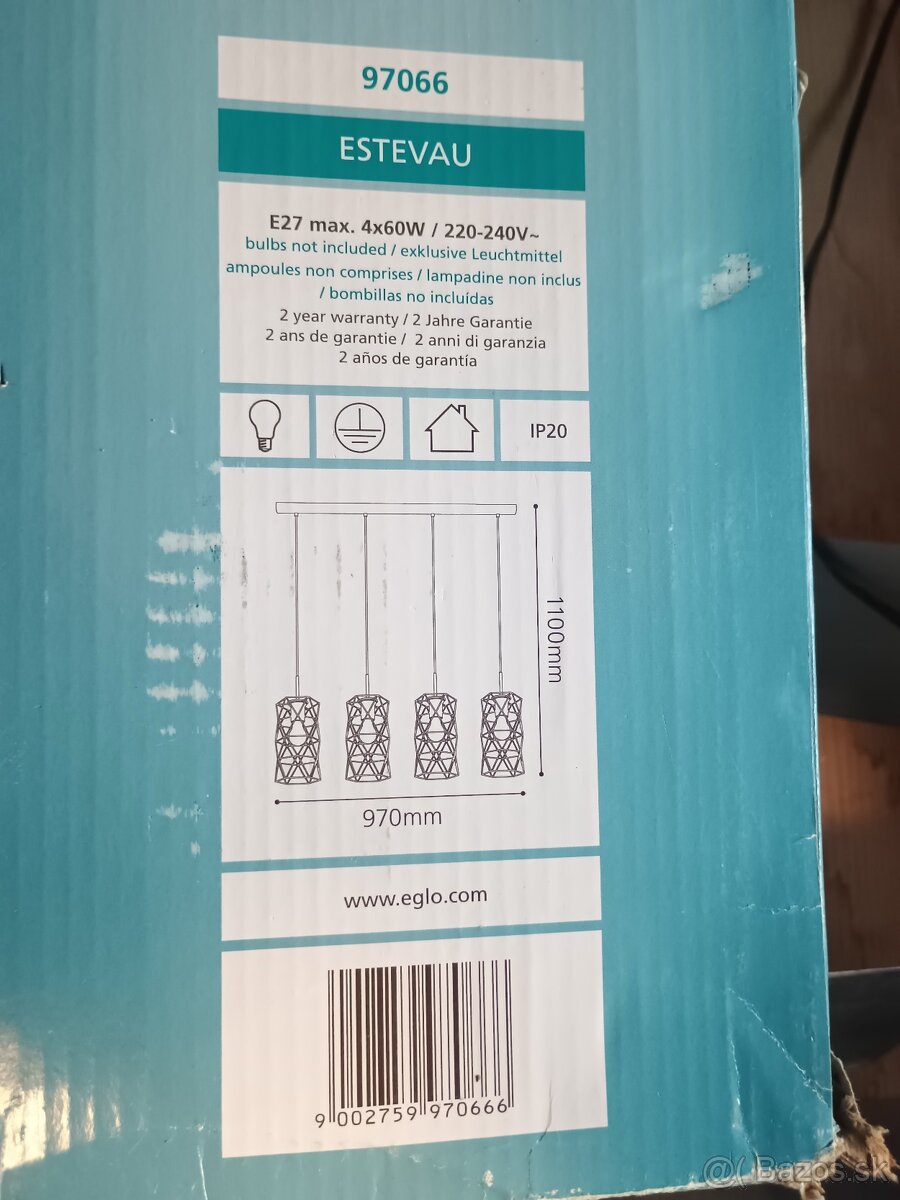 97066
ESTEVAU
E27 max. 4x60W / 220-240V~
bulbs not included / exklusive Leuchtmittel
ampoules non comprises / lampadine non inclus
/ bombillas no incluídas
2 year warranty / 2 Jahre Garantie
2 ans de garantie / 2 anni di garanzia
2 años de garantía
IP20
1100mm
970mm
www.eglo.com
9 002759 970666
@( Bazos.sk